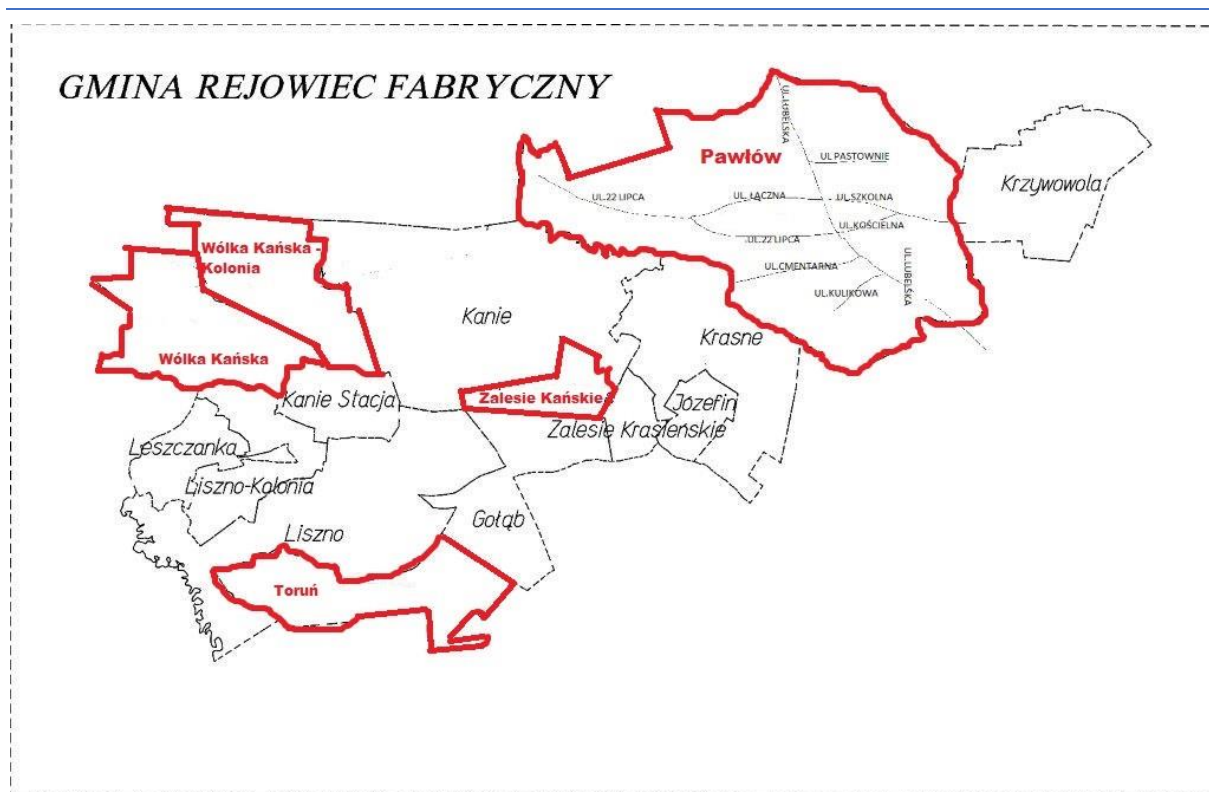 GMINA REJOWIEC FABRYCZNY
UL.LUBELSKA
Pawłów
UL PASTOWNIE
Krzywowola
UL.22 LIPCA
UL. ŁĄCZNA
UL.SZKOLNA
UL.KOŚCIELNA
UL.22 LIPCA
Wólka Kańska -
Kolonia
UL.CMENTARNA
UL.LUBELSKA
UL.KULIKOWA
Kanie
Krasne
Wólka Kańska
Kanie Stacja
Zalesie Kańskie
Józefin
Zalesie Krasieńskie
Leszczanka
Liszno-Kolonia
Gołąb
Liszno
Toruń